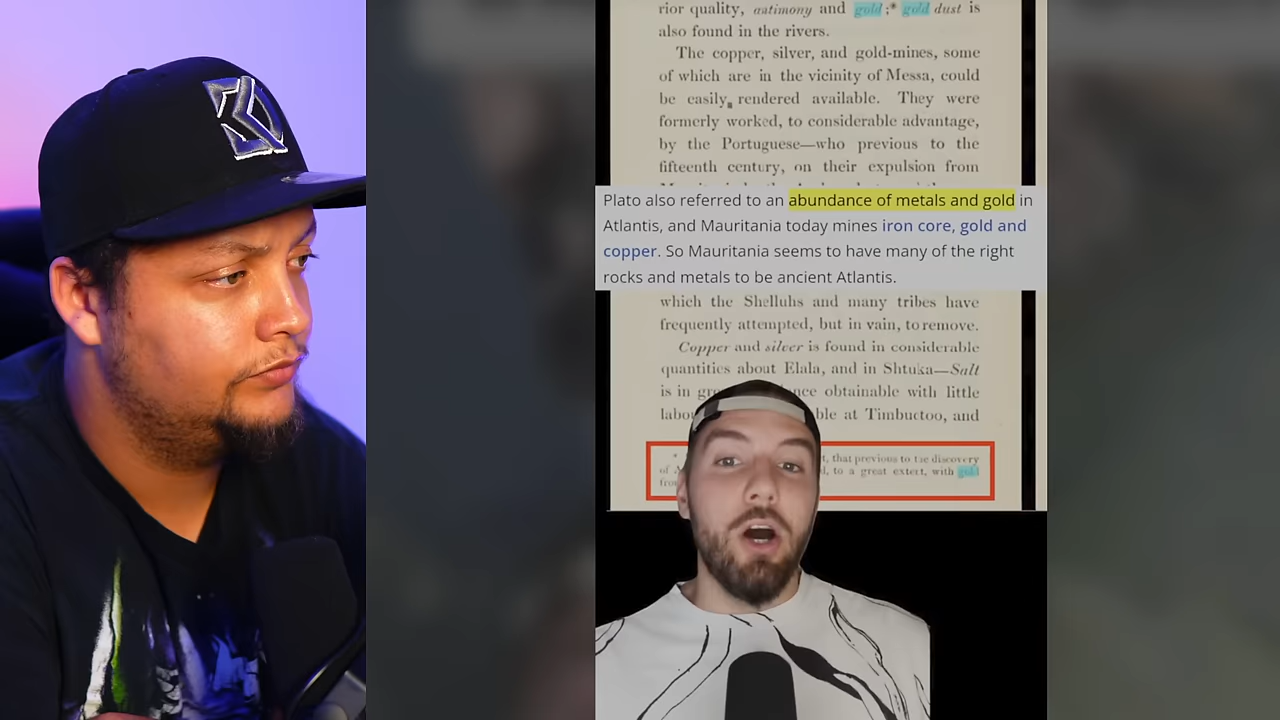 rior quality, antimony and gold ;* gold dust is
also found in the rivers.
The copper, silver, and gold-mines, some
of which are in the vicinity of Messa, could
be easily rendered available. They were
formerly worked, to considerable advantage,
by the Portuguese—who previous to the
fifteenth century, on their expulsion from
Plato also referred to an abundance of metals and gold in
Atlantis, and Mauritania today mines iron core, gold and
copper. So Mauritania seems to have many of the right
rocks and metals to be ancient Atlantis.
which the Shelluhs and many tribes have
frequently attempted, but in vain, to remove.
Copper and silver is found in considerable
quantities about Elala, and in Shtuka—Salt
is in obtainable with little
at Timbuctoo, and
that previous to the discovery
of to a great extect, with gold